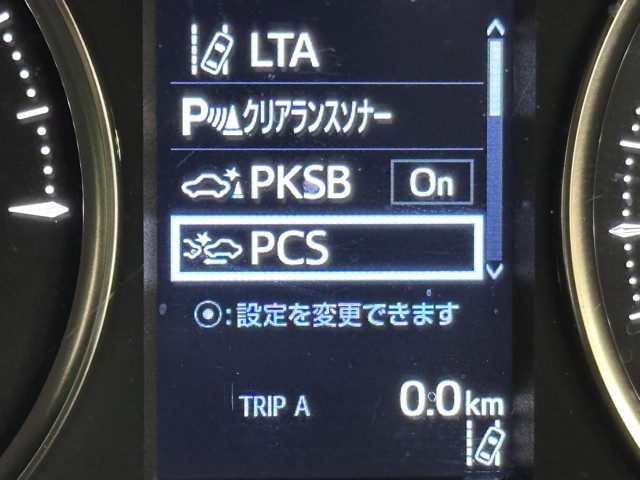 LTA
P クリアランスソナー
PKSB On
PCS
:設定を変更できます
TRIP A 0.0km